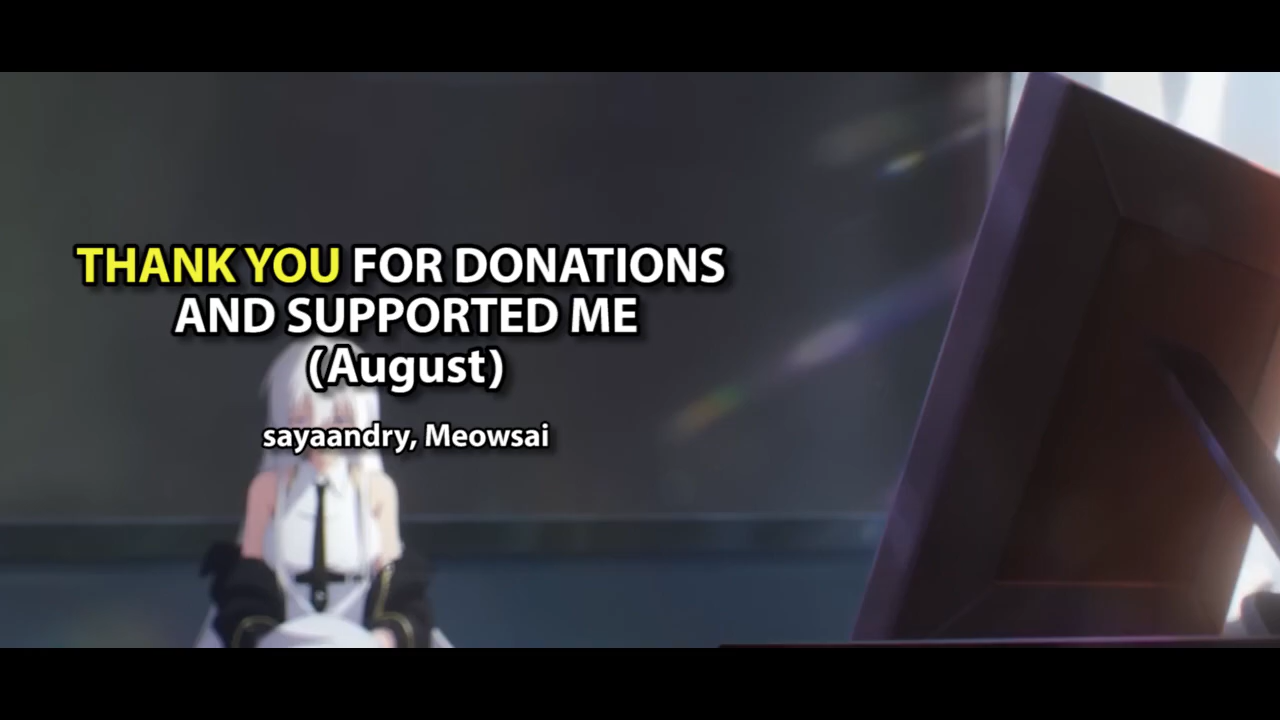 THANK YOU FOR DONATIONS
AND SUPPORTED ME
(August)
sayaandry, Meowsai